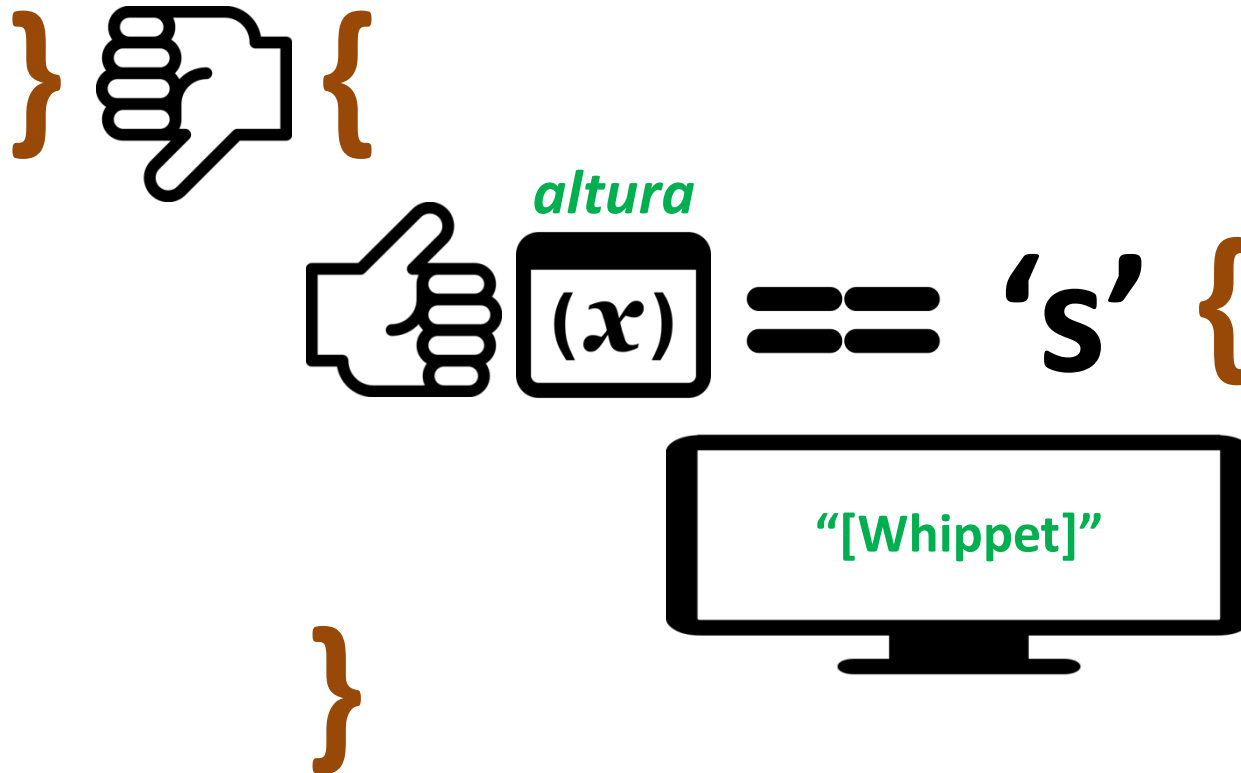 } {
altura
(x) == ‘s’ {
“[Whippet]”
}